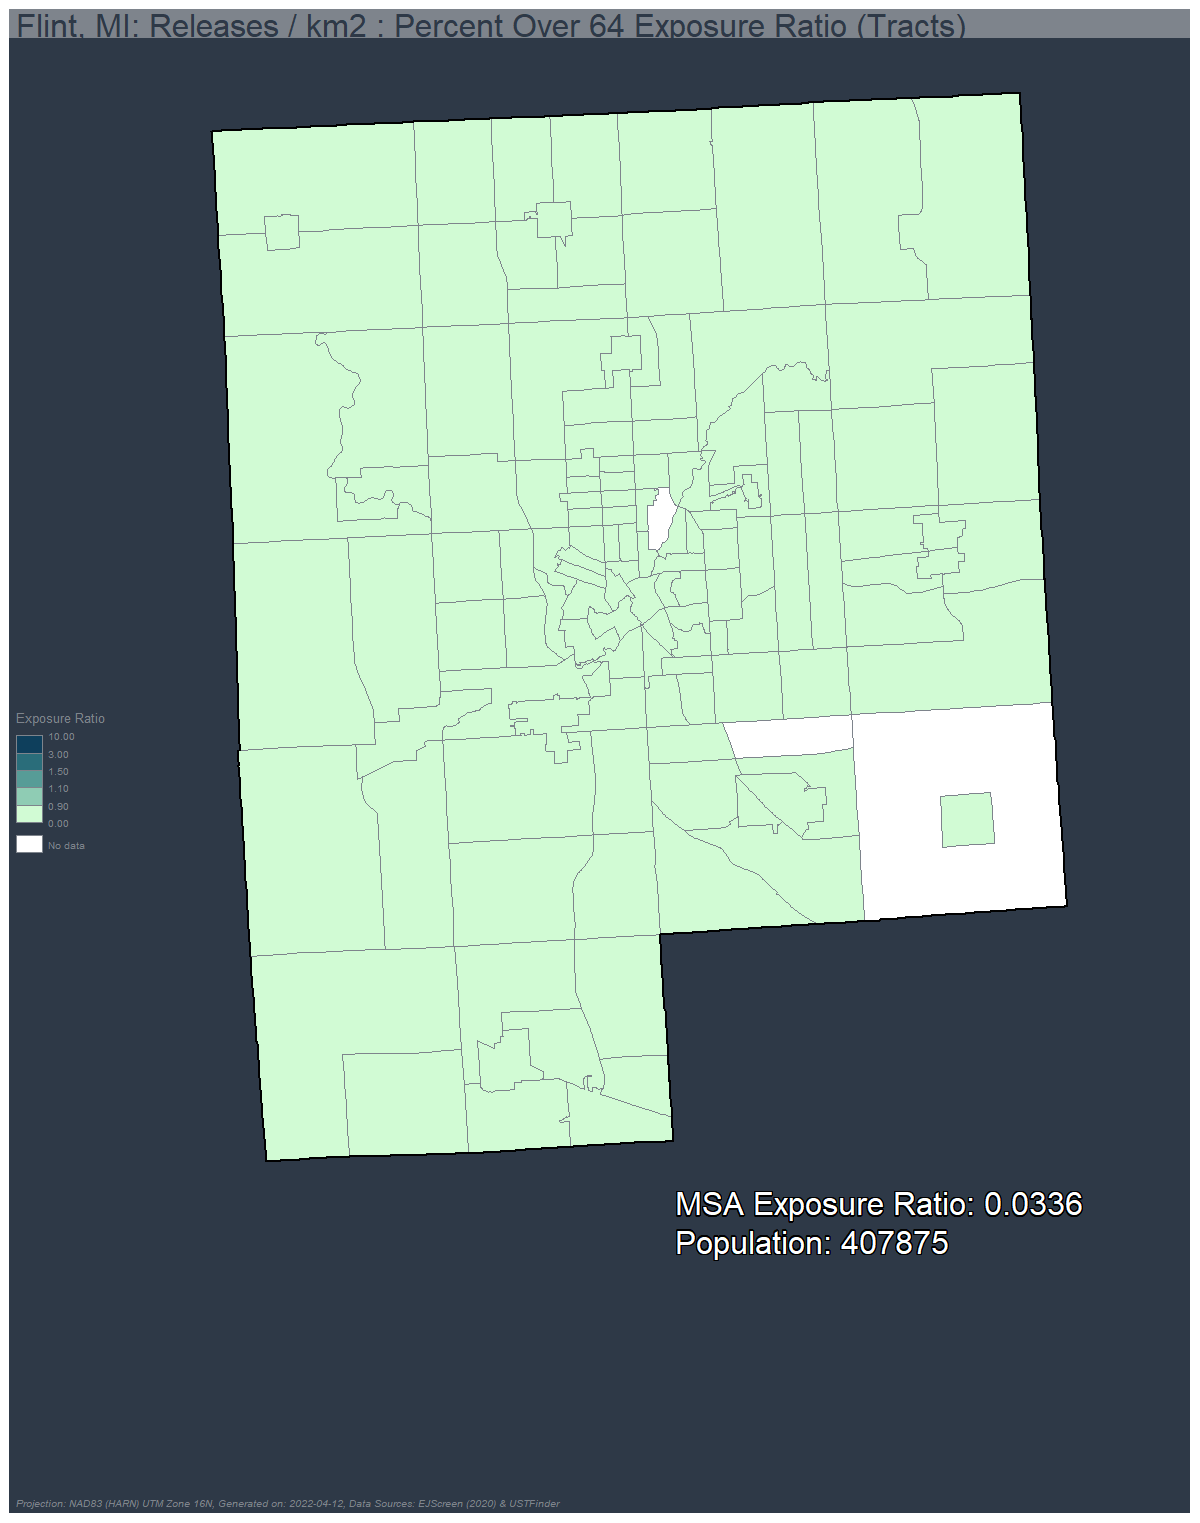 Flint, MI: Releases / km2 : Percent Over 64 Exposure Ratio (Tracts)
Exposure Ratio
10.00
3.00
1.50
1.10
0.90
0.00
No data
MSA Exposure Ratio: 0.0336
Population: 407875
Projection: NAD83 (HARN) UTM Zone 16N, Generated on: 2022-04-12, Data Sources: EJScreen (2020) & USTFinder